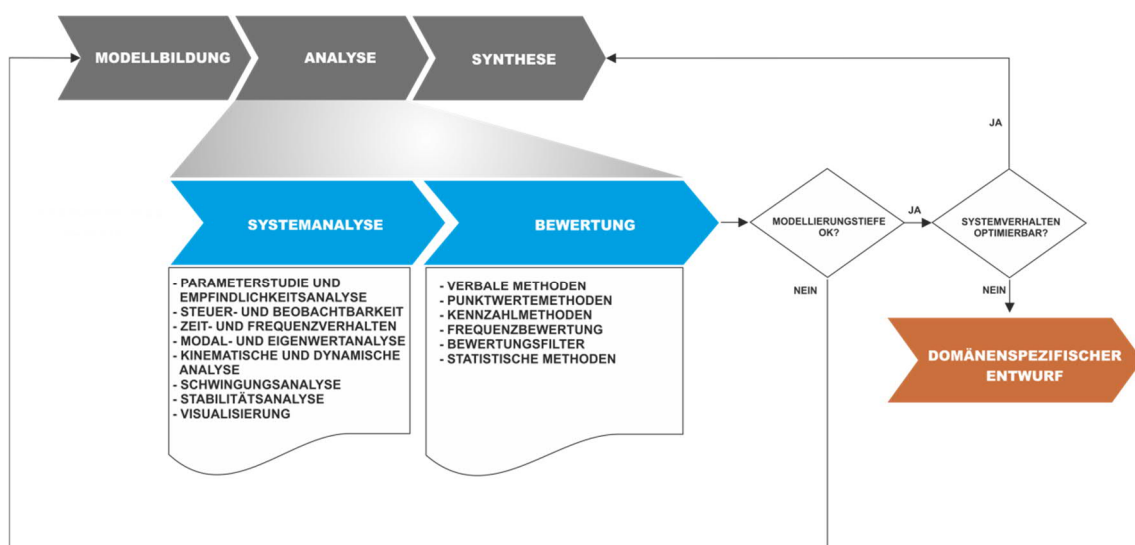 MODELLBILDUNG
ANALYSE
SYNTHESE
JA
SYSTEMANALYSE
BEWERTUNG
MODELLIERUNGSTIEFE
OK?
JA
SYSTEMVERHALTEN
OPTIMIERBAR?
- PARAMETERSTUDIE UND
EMPFINDLICHKEITSANALYSE
- STEUER- UND BEOBACHTBARKEIT
- ZEIT- UND FREQUENZVERHALTEN
- MODAL- UND EIGENWERTANALYSE
- KINEMATISCHE UND DYNAMISCHE
ANALYSE
- SCHWINGUNGSANALYSE
- STABILITÄTSANALYSE
- VISUALISIERUNG
- VERBALE METHODEN
- PUNKTWERTEMETHODEN
- KENNZAHLMETHODEN
- FREQUENZBEWERTUNG
- BEWERTUNGSFILTER
- STATISTISCHE METHODEN
NEIN
NEIN
DOMÄNENSPEZIFISCHER
ENTWURF